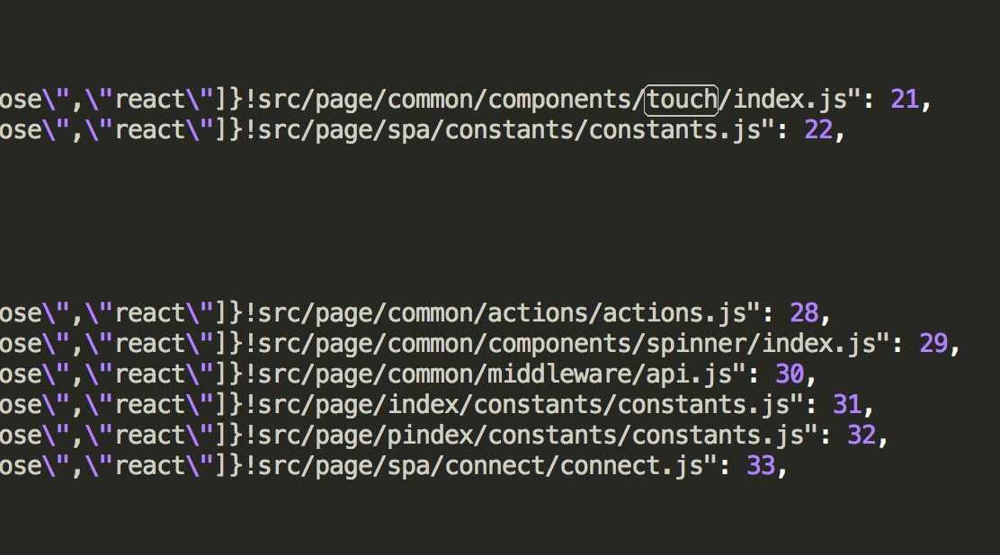 ose\",\"react\"]}!src/page/common/components/touch/index.js": 21,
ose\",\"react\"]}!src/page/spa/constants/constants.js": 22,
ose\",\"react\"]}!src/page/common/actions/actions.js": 28,
ose\",\"react\"]}!src/page/common/components/spinner/index.js": 29,
ose\",\"react\"]}!src/page/common/middleware/api.js": 30,
ose\",\"react\"]}!src/page/index/constants/constants.js": 31,
ose\",\"react\"]}!src/page/pindex/constants/constants.js": 32,
ose\",\"react\"]}!src/page/spa/connect/connect.js": 33,